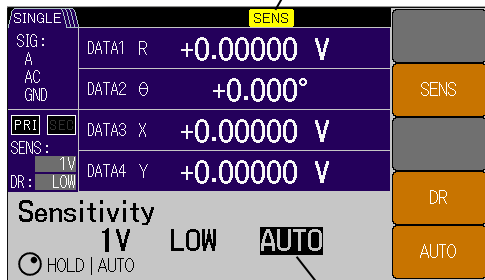 SINGLE
SENS
SIG:
A
AC
GND
DATA1 R +0.00000 V
DATA2 θ +0.000°
DATA3 X +0.00000 V
DATA4 Y +0.00000 V
PRI SEC
SENS:
1V
DR: LOW
Sensitivity
1V LOW AUTO
HOLD | AUTO
SENS
DR
AUTO